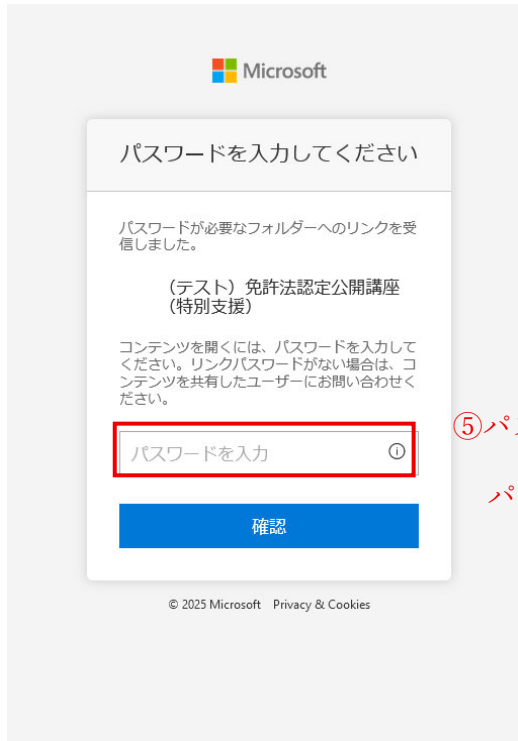 Microsoft
パスワードを入力してください
パスワードが必要なフォルダーへのリンクを受
信しました。
(テスト）免許法認定公開講座
（特別支援）
コンテンツを開くには、パスワードを入力して
ください。リンクパスワードがない場合は、コ
ンテンツを共有したユーザーにお問い合わせく
ださい。
⑤パ
パスワードを入力
パ
確認
© 2025 Microsoft Privacy & Cookies